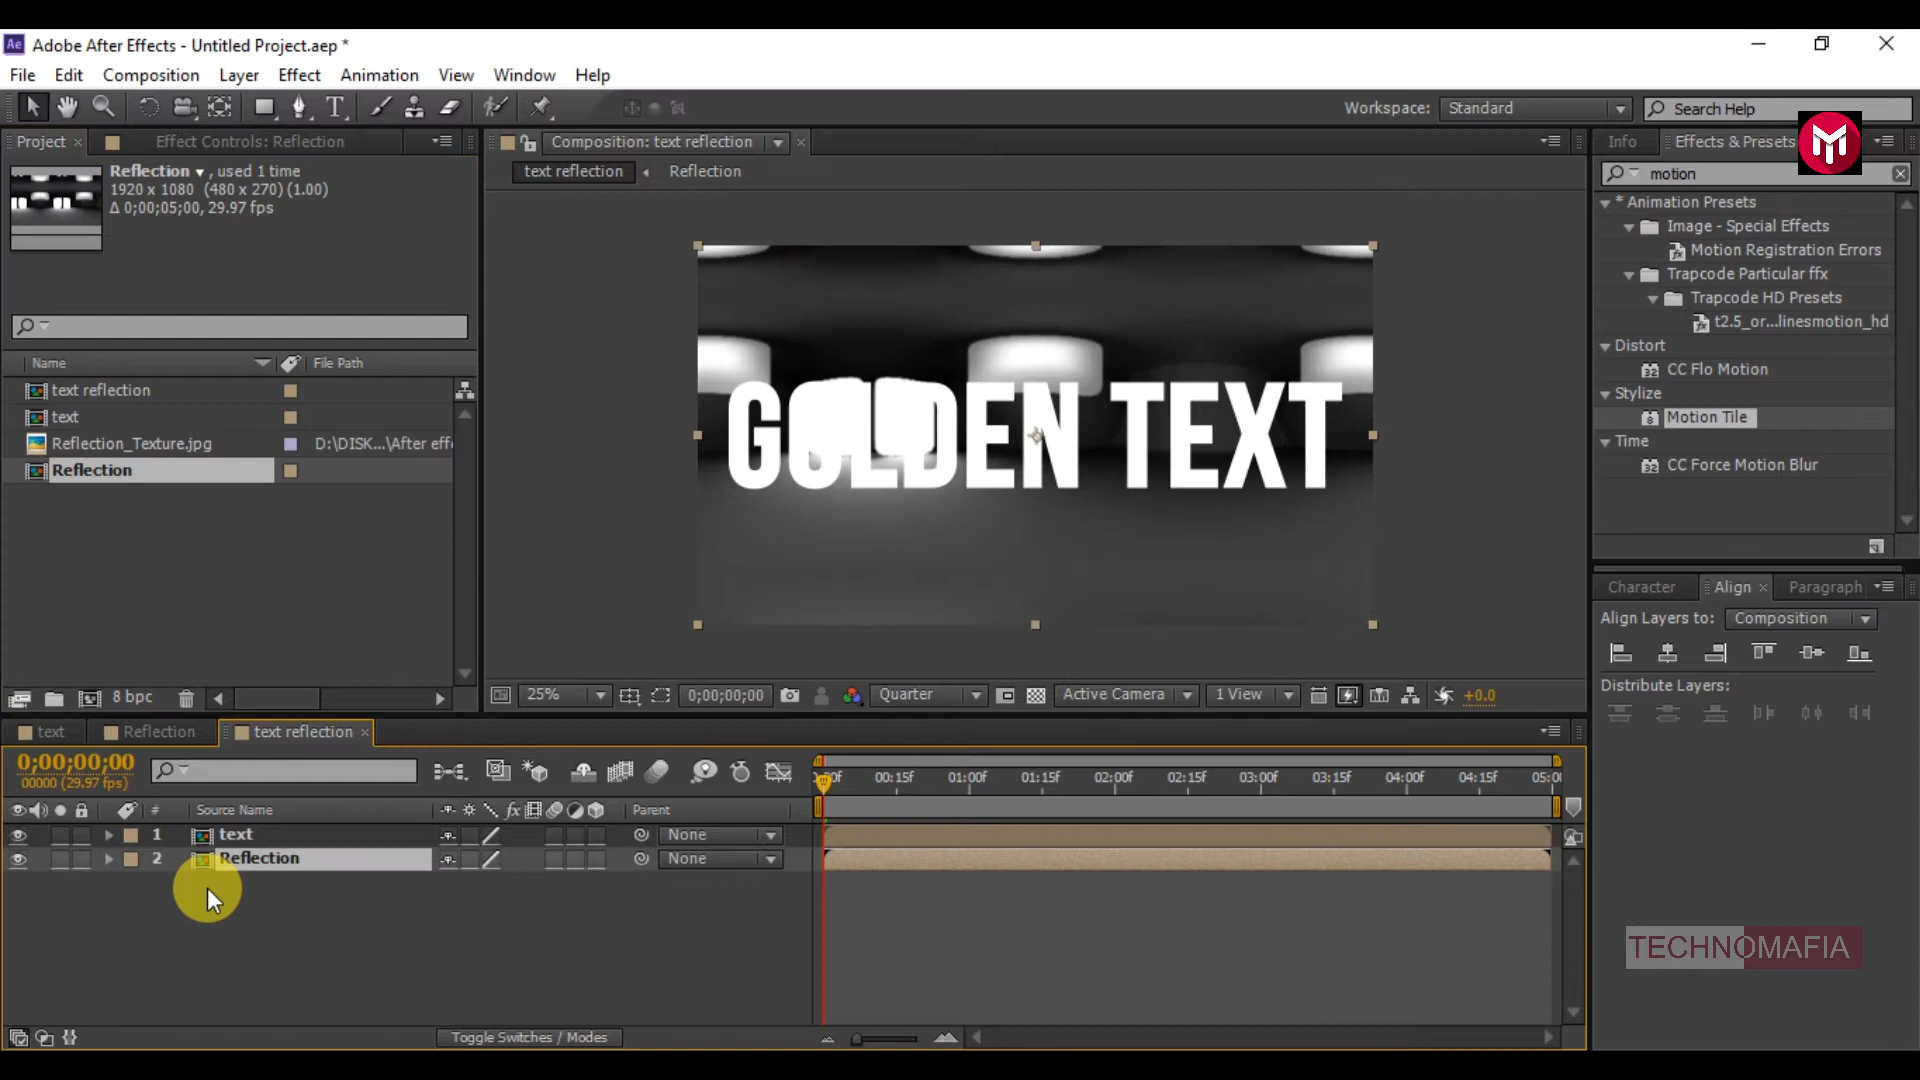 Ae Adobe After Effects - Untitled Project.aep *
File Edit Composition Layer Effect Animation View Window Help
T Workspace: Standard Search Help
Project × Effect Controls: Reflection
Composition: text reflection ×
Info Effects & Presets
M
Reflection ▼ , used 1 time
1920 x 1080 (480 x 270) (1.00)
Δ 0;00;05;00, 29.97 fps
text reflection Reflection
motion
* Animation Presets
Image - Special Effects
Motion Registration Errors
Trapcode Particular ffx
Trapcode HD Presets
t2.5_or...linesmotion_hd
Distort
CC Flo Motion
Stylize
Motion Tile
Time
CC Force Motion Blur
Name File Path
text reflection
text
Reflection_Texture.jpg D:\DISK...\After eff
Reflection
GOLDEN TEXT
Character Align × Paragraph
Align Layers to: Composition
Distribute Layers:
8 bpc
25% 0;00;00;00 Quarter Active Camera 1 View +0.0
text Reflection text reflection ×
0;00;00;00
00000 (29.97 fps)
00:15f 01:00f 01:15f 02:00f 02:15f 03:00f 03:15f 04:00f 04:15f 05:00
# Source Name fx Parent
1 text None
2 Reflection None
TECHNOMAFIA
Toggle Switches / Modes